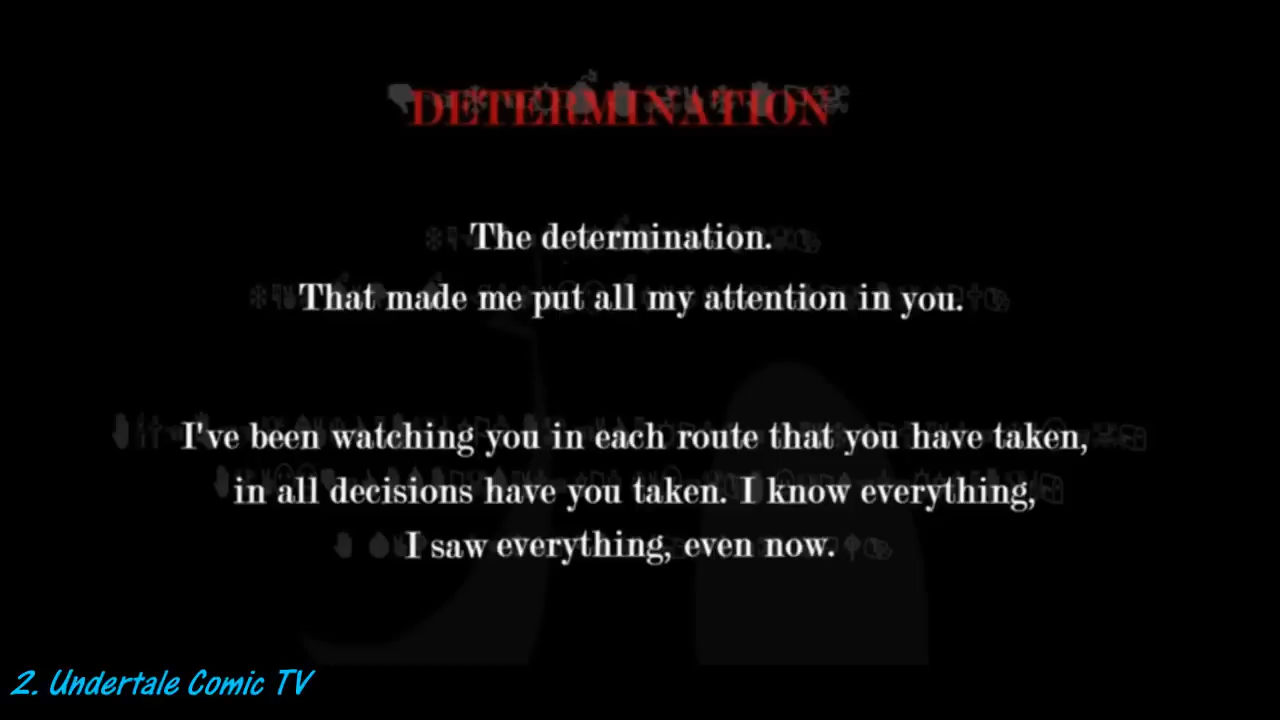 DETERMINATION
The determination.
That made me put all my attention in you.
I've been watching you in each route that you have taken,
in all decisions have you taken. I know everything,
I saw everything, even now.
2. Undertale Comic TV